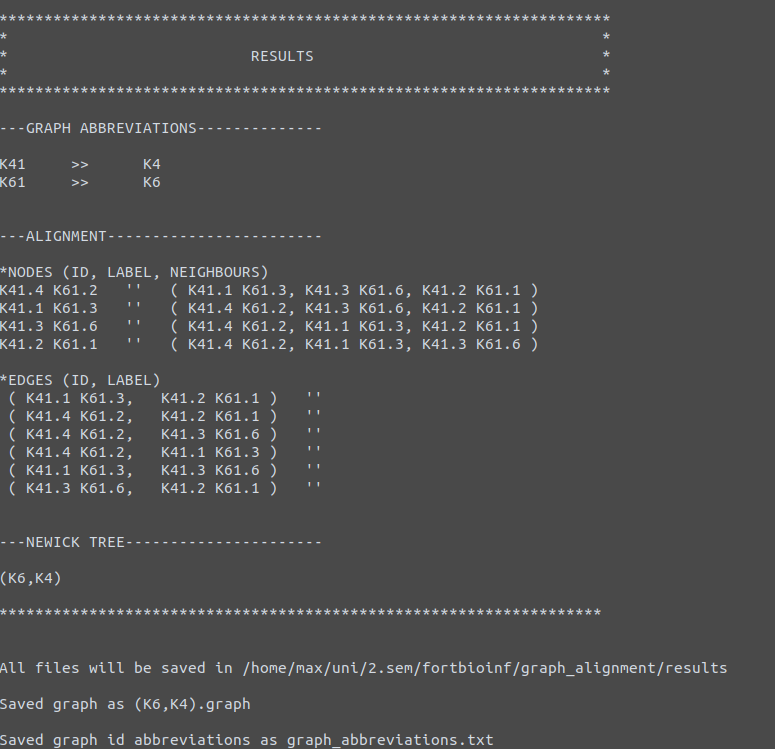 ********************************************************************
*                                                                  *
*                           RESULTS                                *
*                                                                  *
********************************************************************
---GRAPH ABBREVIATIONS--------------
K41     >>      K4
K61     >>      K6
---ALIGNMENT------------------------
*NODES (ID, LABEL, NEIGHBOURS)
K41.4 K61.2   ''   ( K41.1 K61.3, K41.3 K61.6, K41.2 K61.1 )
K41.1 K61.3   ''   ( K41.4 K61.2, K41.3 K61.6, K41.2 K61.1 )
K41.3 K61.6   ''   ( K41.4 K61.2, K41.1 K61.3, K41.2 K61.1 )
K41.2 K61.1   ''   ( K41.4 K61.2, K41.1 K61.3, K41.3 K61.6 )
*EDGES (ID, LABEL)
 ( K41.1 K61.3,   K41.2 K61.1 )   ''
 ( K41.4 K61.2,   K41.2 K61.1 )   ''
 ( K41.4 K61.2,   K41.3 K61.6 )   ''
 ( K41.4 K61.2,   K41.1 K61.3 )   ''
 ( K41.1 K61.3,   K41.3 K61.6 )   ''
 ( K41.3 K61.6,   K41.2 K61.1 )   ''
---NEWICK TREE----------------------
(K6,K4)
*******************************************************************
All files will be saved in /home/max/uni/2.sem/fortbioinf/graph_alignment/results
Saved graph as (K6,K4).graph
Saved graph id abbreviations as graph_abbreviations.txt